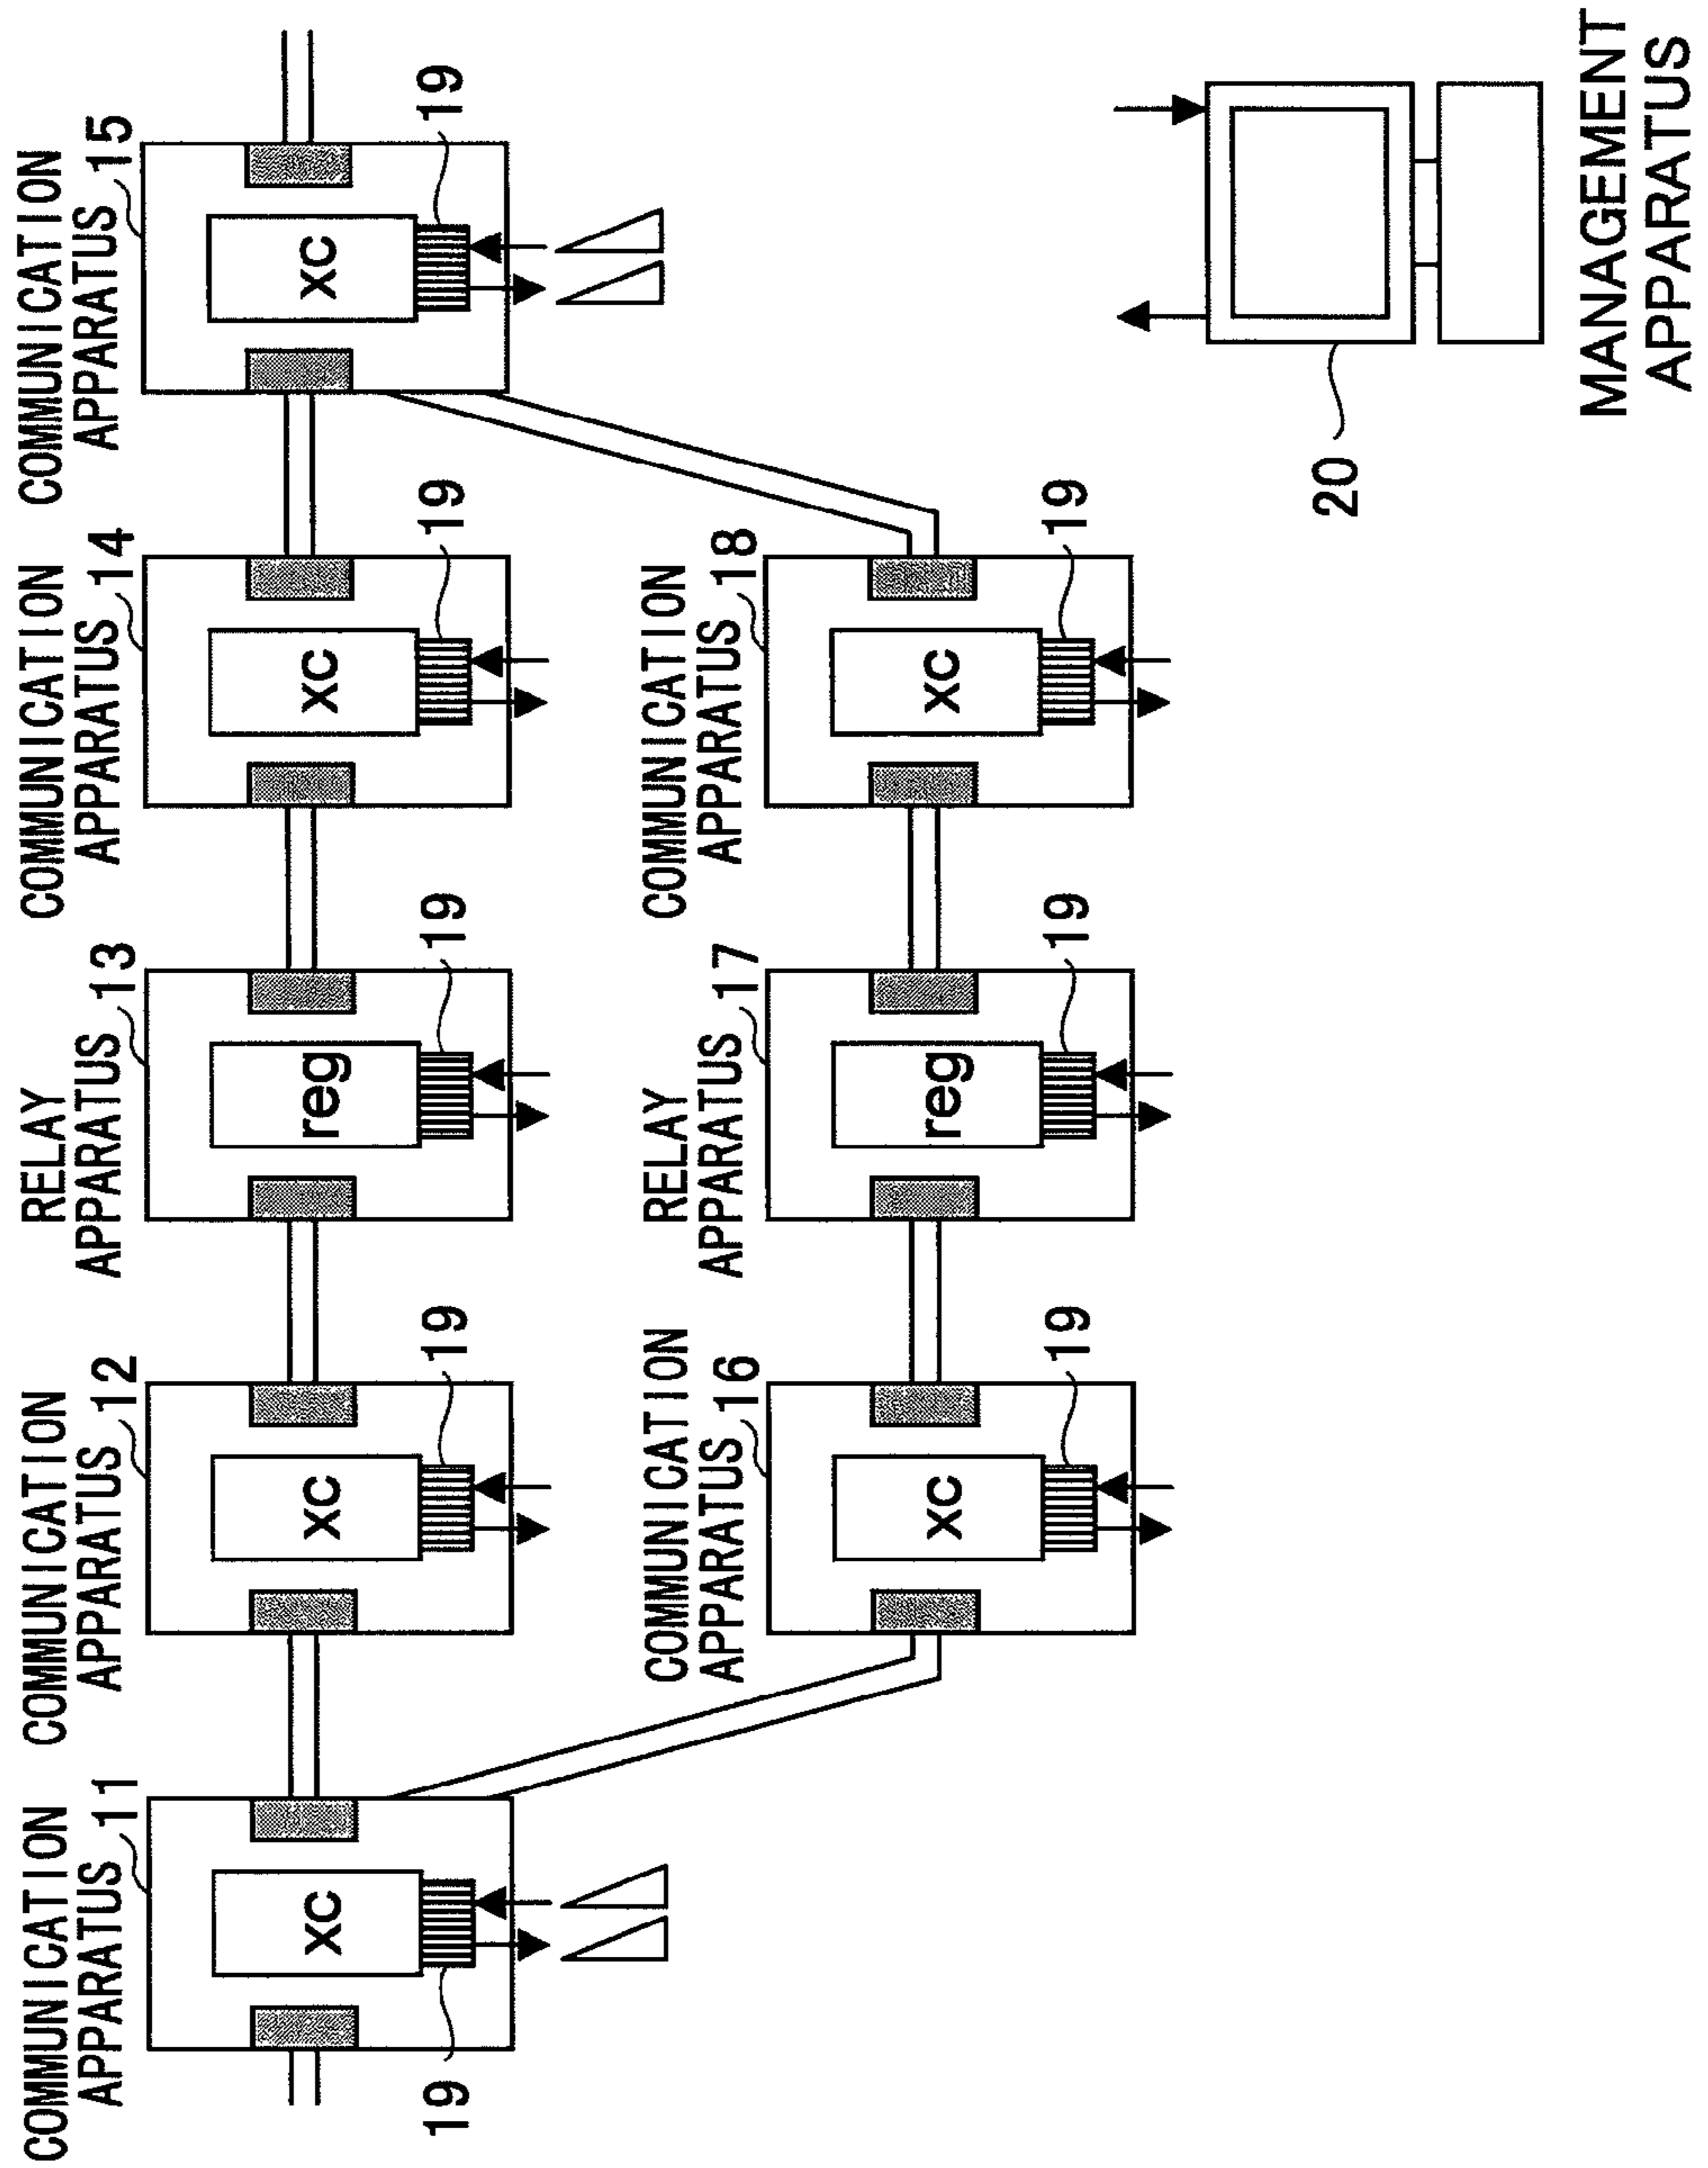 COMMUNICATION
APPARATUS 11
xc
19
COMMUNICATION
APPARATUS 12
xc
19
RELAY
APPARATUS 13
reg
19
COMMUNICATION
APPARATUS 14
xc
19
COMMUNICATION
APPARATUS 15
xc
19
COMMUNICATION
APPARATUS 16
xc
19
RELAY
APPARATUS 17
reg
19
COMMUNICATION
APPARATUS 18
xc
19
20
MANAGEMENT
APPARATUS